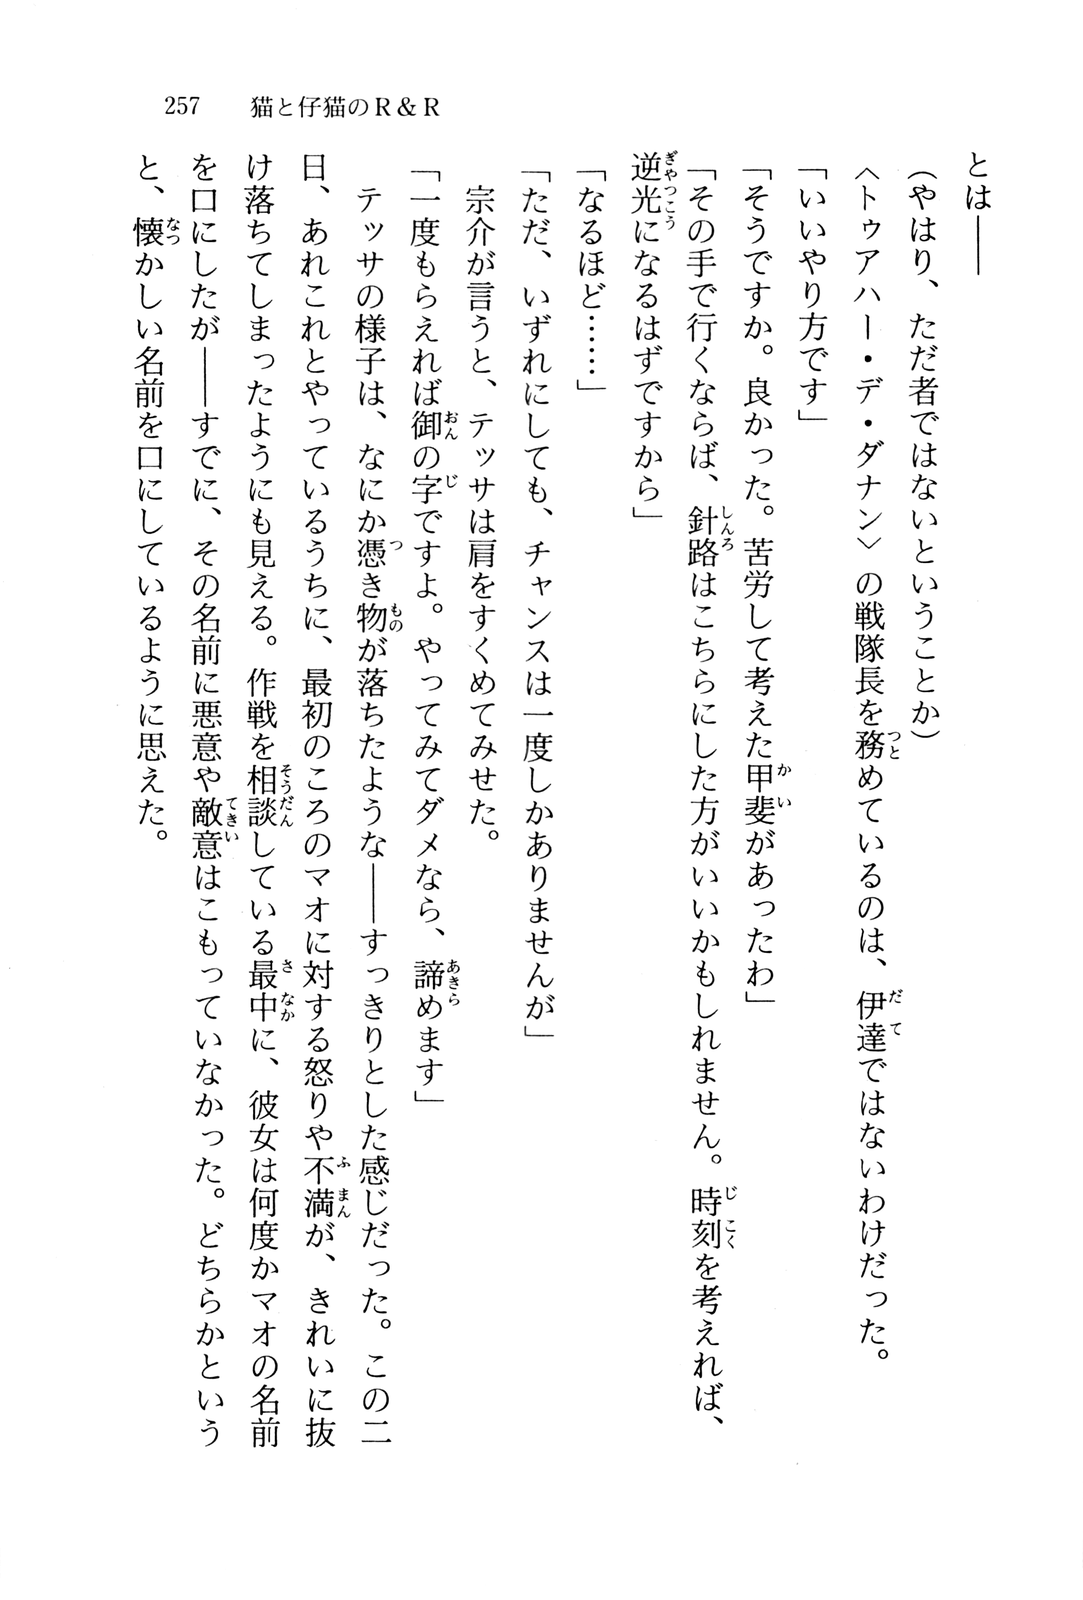 257　猫と仔猫のR＆R
とは――
（やはり、ただ者ではないということか）
〈トゥアハー・デ・ダナン〉の戦隊長を務めているのは、伊達ではないわけだった。
「いいやり方です」
「そうですか。良かった。苦労して考えた甲斐があったわ」
「その手で行くならば、針路はこちらにした方がいいかもしれません。時刻を考えれば、
逆光になるはずですから」
「なるほど……」
「ただ、いずれにしても、チャンスは一度しかありませんが」
宗介が言うと、テッサは肩をすくめてみせた。
「一度もらえれば御の字ですよ。やってみてダメなら、諦めます」
テッサの様子は、なにか憑き物が落ちたような――すっきりとした感じだった。この二
日、あれこれとやっているうちに、最初のころのマオに対する怒りや不満が、きれいに抜
け落ちてしまったようにも見える。作戦を相談している最中に、彼女は何度かマオの名前
を口にしたが――すでに、その名前に悪意や敵意はこもっていなかった。どちらかという
と、懐かしい名前を口にしているように思えた。